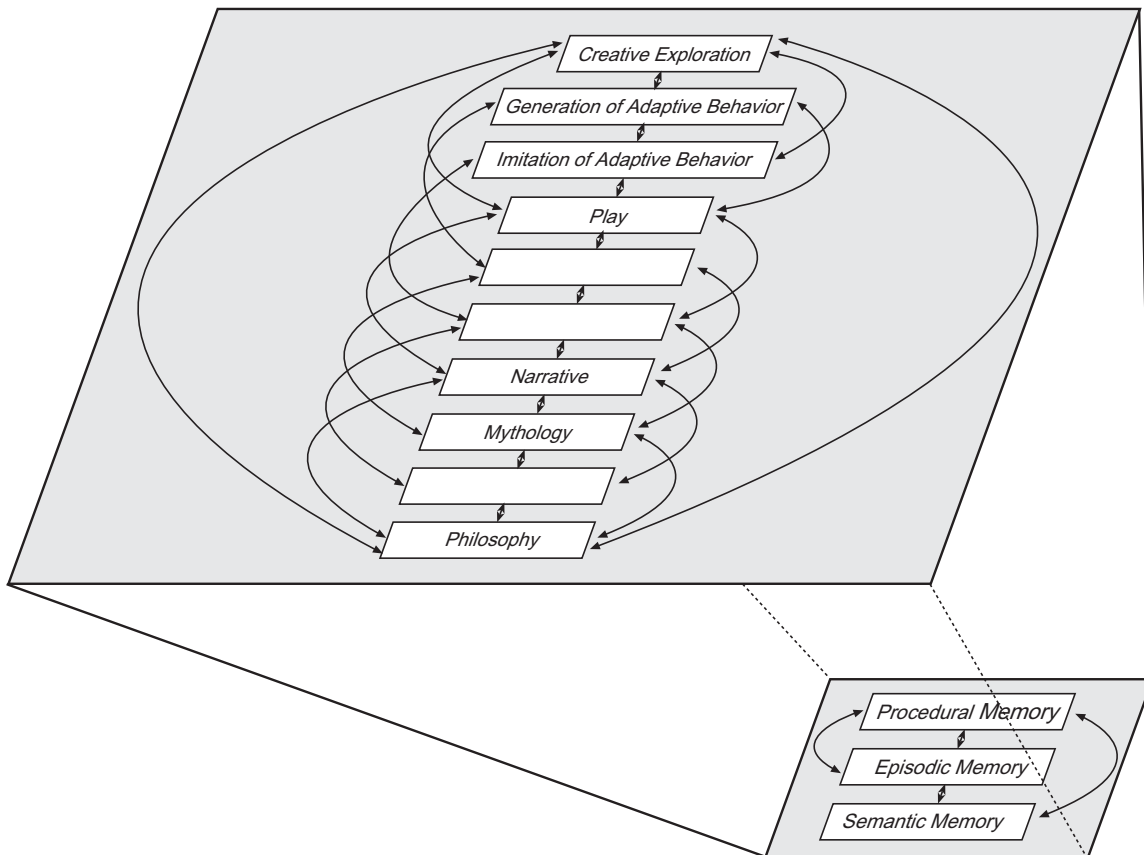 Creative Exploration
Generation of Adaptive Behavior
Imitation of Adaptive Behavior
Play
Narrative
Mythology
Philosophy
Procedural Memory
Episodic Memory
Semantic Memory